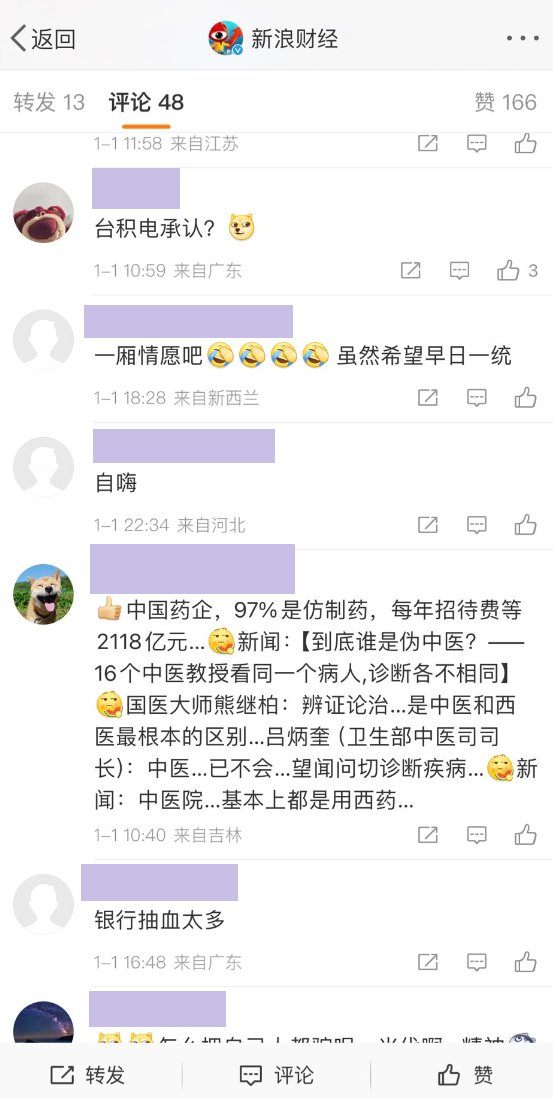 返回
新浪财经
转发 13
评论 48
赞 166
1-1 11:58 来自江苏
台积电承认？
1-1 10:59 来自广东
3
一厢情愿吧 虽然希望早日一统
1-1 18:28 来自新西兰
自嗨
1-1 22:34 来自河北
中国药企，97%是仿制药，每年招待费等
2118亿元...新闻：【到底谁是伪中医？——
16个中医教授看同一个病人,诊断各不相同】
国医大师熊继柏：辨证论治...是中医和西
医最根本的区别...吕炳奎（卫生部中医司司
长）：中医...已不会...望闻问切诊断疾病...新
闻：中医院...基本上都是用西药...
1-1 10:40 来自吉林
银行抽血太多
1-1 16:48 来自广东
转发
评论
赞